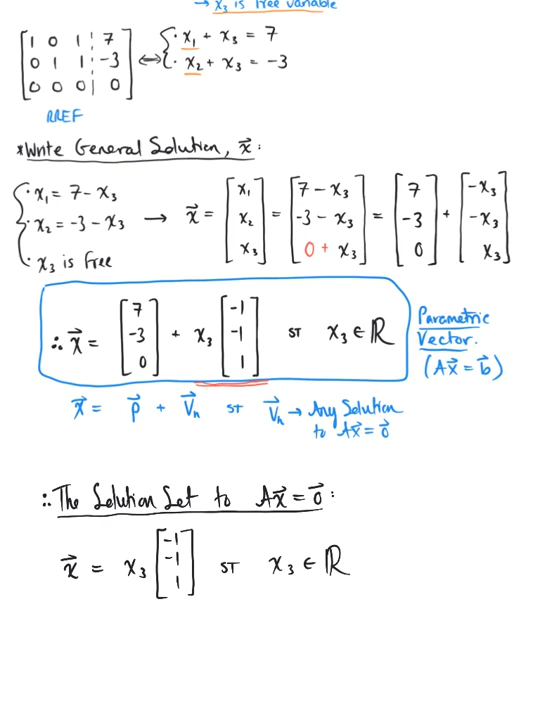 → x₃ is free variable
[1 0 1 | 7] · x₁ + x₃ = 7
[0 1 1 | -3] ⟺ { · x₂ + x₃ = -3
[0 0 0 | 0]
RREF
*Write General Solution, x⃗:
{ · x₁ = 7 - x₃
· x₂ = -3 - x₃ → x⃗ = [x₁ x₂ x₃] = [7 - x₃ -3 - x₃ 0 + x₃] = [7 -3 0] + [-x₃ -x₃ x₃]
· x₃ is Free
∴ x⃗ = [7 -3 0] + x₃ [-1 -1 1] ST x₃ ∈ ℝ
Parametric
Vector.
(Ax⃗ = b⃗)
x⃗ = p⃗ + V⃗ₕ ST V⃗ₕ → Any Solution
to Ax⃗ = 0⃗
∴ The Solution Set to Ax⃗ = 0⃗:
x⃗ = x₃ [-1 -1 1] ST x₃ ∈ ℝ